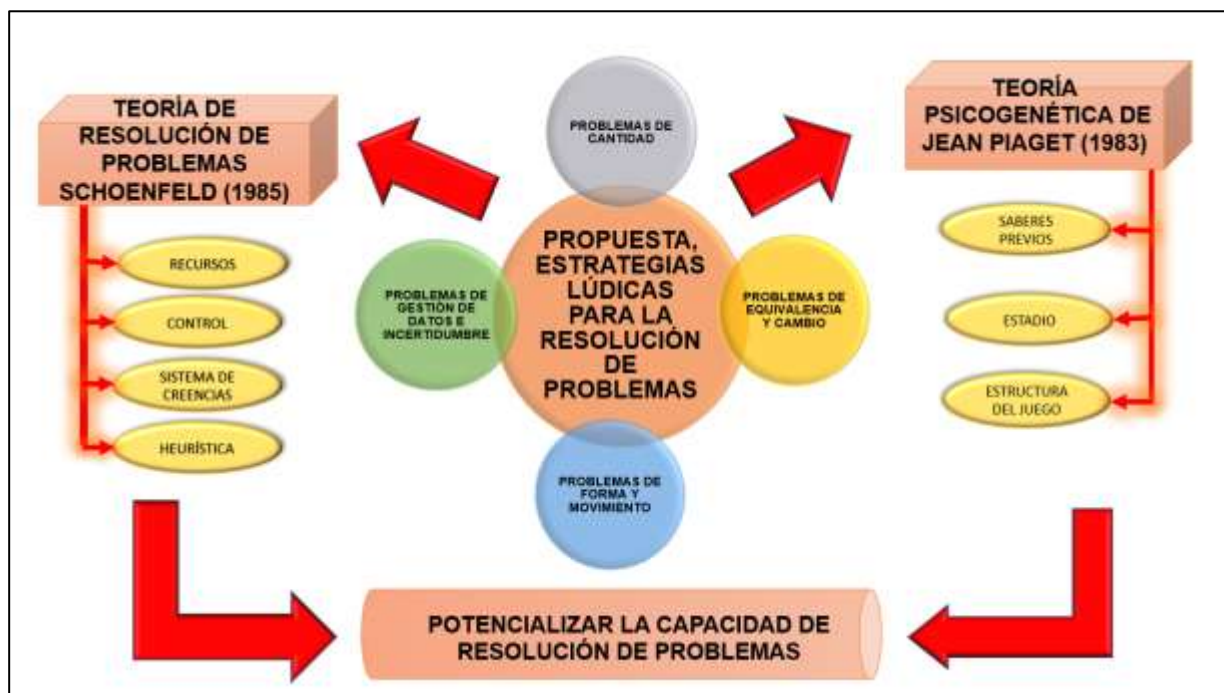 TEORÍA DE
RESOLUCIÓN DE
PROBLEMAS
SCHOENFELD (1985)
RECURSOS
CONTROL
SISTEMA DE
CREENCIAS
HEURÍSTICA
PROBLEMAS DE
CANTIDAD
PROPUESTA,
ESTRATEGIAS
LÚDICAS
PARA LA
RESOLUCIÓN
DE
PROBLEMAS
PROBLEMAS DE
GESTIÓN DE
DATOS E
INCERTIDUMBRE
PROBLEMAS DE
EQUIVALENCIA
Y CAMBIO
PROBLEMAS DE
FORMA Y
MOVIMIENTO
TEORÍA
PSICOGENÉTICA DE
JEAN PIAGET (1983)
SABERES
PREVIOS
ESTADIO
ESTRUCTURA
DEL JUEGO
POTENCIALIZAR LA CAPACIDAD DE
RESOLUCIÓN DE PROBLEMAS